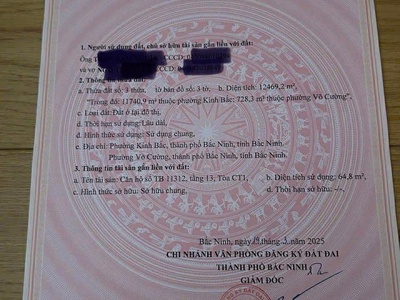 1. Người sử dụng đất, chủ sở hữu tài sản gắn liền với đất:
Ông CCCD:
và vợ CCCD:
2. Thông tin thửa đất:
a. Thửa đất số: 3 thửa, tờ bản đồ số: 3 tờ, b. Diện tích: 12469,2 m²,
"Trong đó: 11740,9 m² thuộc phường Kinh Bắc; 728,3 m² thuộc phường Võ Cường",
c. Loại đất: Đất ở tại đô thị,
d. Thời hạn sử dụng: Lâu dài,
đ. Hình thức sử dụng: Sử dụng chung,
e. Địa chỉ: Phường Kinh Bắc, thành phố Bắc Ninh, tỉnh Bắc Ninh
Phường Võ Cường, thành phố Bắc Ninh, tỉnh Bắc Ninh.
3. Thông tin tài sản gắn liền với đất:
a. Tên tài sản: Căn hộ số TB 11312, tầng 13, Tòa CT1, b. Diện tích sử dụng: 64,8 m²,
c. Hình thức sở hữu: Sở hữu chung, d. Thời hạn sở hữu: -/-.
Bắc Ninh, ngày tháng năm 2025
CHI NHÁNH VĂN PHÒNG ĐĂNG KÝ ĐẤT ĐAI
THÀNH PHỐ BẮC NINH
GIÁM ĐỐC